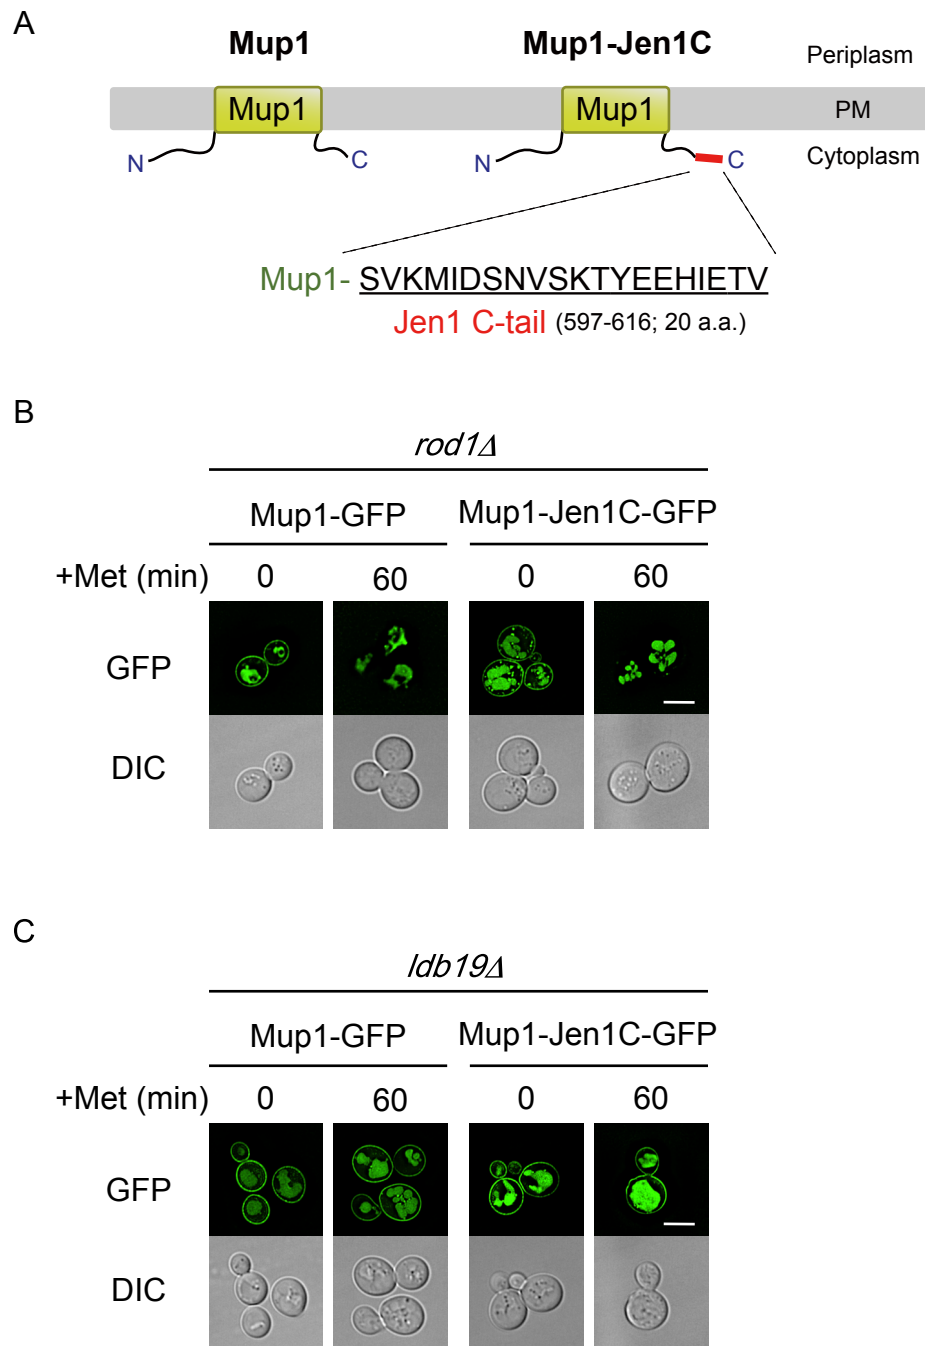 A
Mup1
Mup1-Jen1C
Periplasm
Mup1
Mup1
PM
N
C
N
C
Cytoplasm
Mup1- SVKMIDSNVSKTYEEHIETV
Jen1 C-tail (597-616; 20 a.a.)
B
rod1Δ
Mup1-GFP Mup1-Jen1C-GFP
+Met (min) 0 60 0 60
GFP
DIC
C
ldb19Δ
Mup1-GFP Mup1-Jen1C-GFP
+Met (min) 0 60 0 60
GFP
DIC